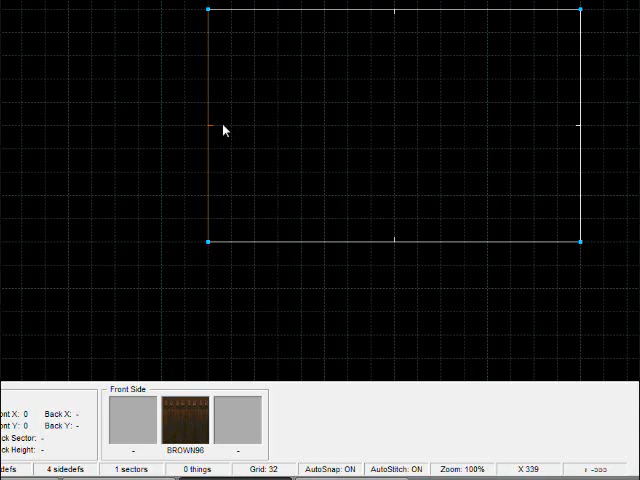 Front Side
ont X: 0 Back X: -
ont Y: 0 Back Y: -
ck Sector: -
ck Height: -
- BROWN96 -
defs 4 sidedefs 1 sectors 0 things Grid: 32 AutoSnap: ON AutoStitch: ON Zoom: 100% X 339